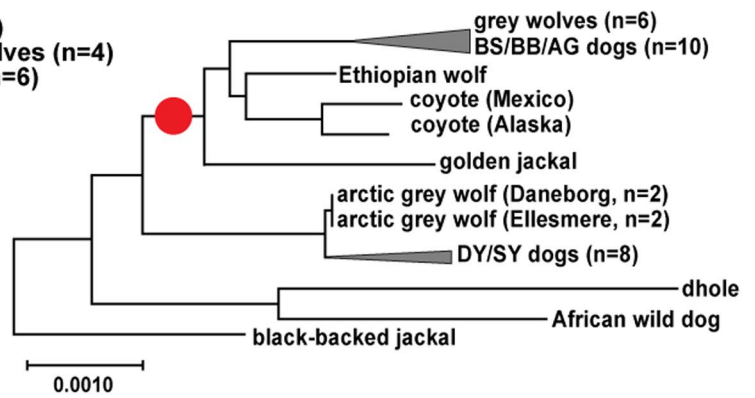 grey wolves (n=6)
lves (n=4)
BS/BB/AG dogs (n=10)
=6)
Ethiopian wolf
coyote (Mexico)
coyote (Alaska)
golden jackal
arctic grey wolf (Daneborg, n=2)
arctic grey wolf (Ellesmere, n=2)
DY/SY dogs (n=8)
dhole
African wild dog
black-backed jackal
0.0010